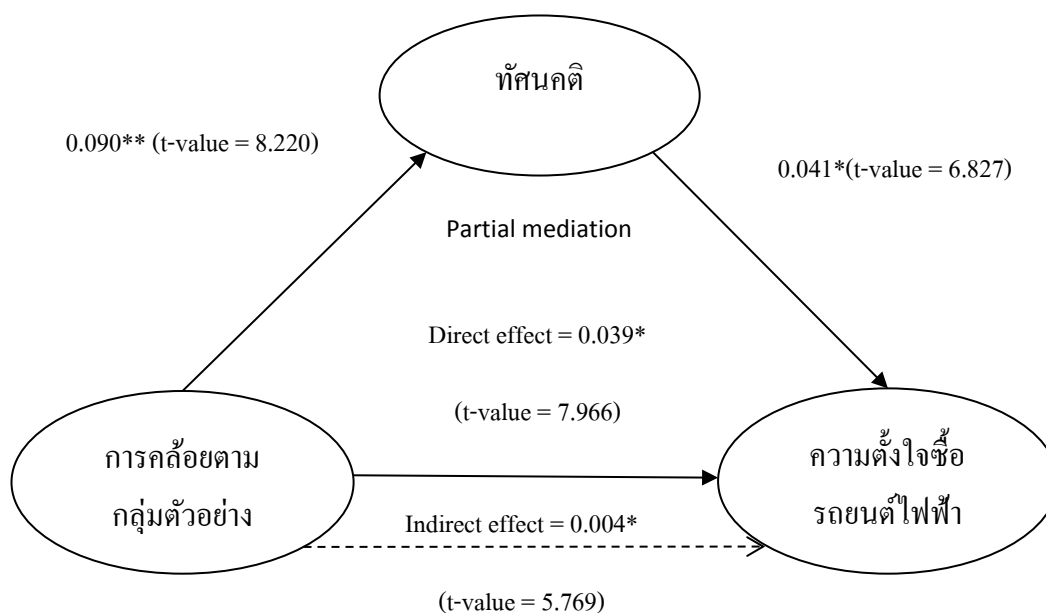 ทัศนคติ
0.090** (t-value = 8.220)
0.041*(t-value = 6.827)
Partial mediation
Direct effect = 0.039*
(t-value = 7.966)
การคล้อยตาม
กลุ่มตัวอย่าง
ความตั้งใจซื้อ
รถยนต์ไฟฟ้า
Indirect effect = 0.004*
(t-value = 5.769)